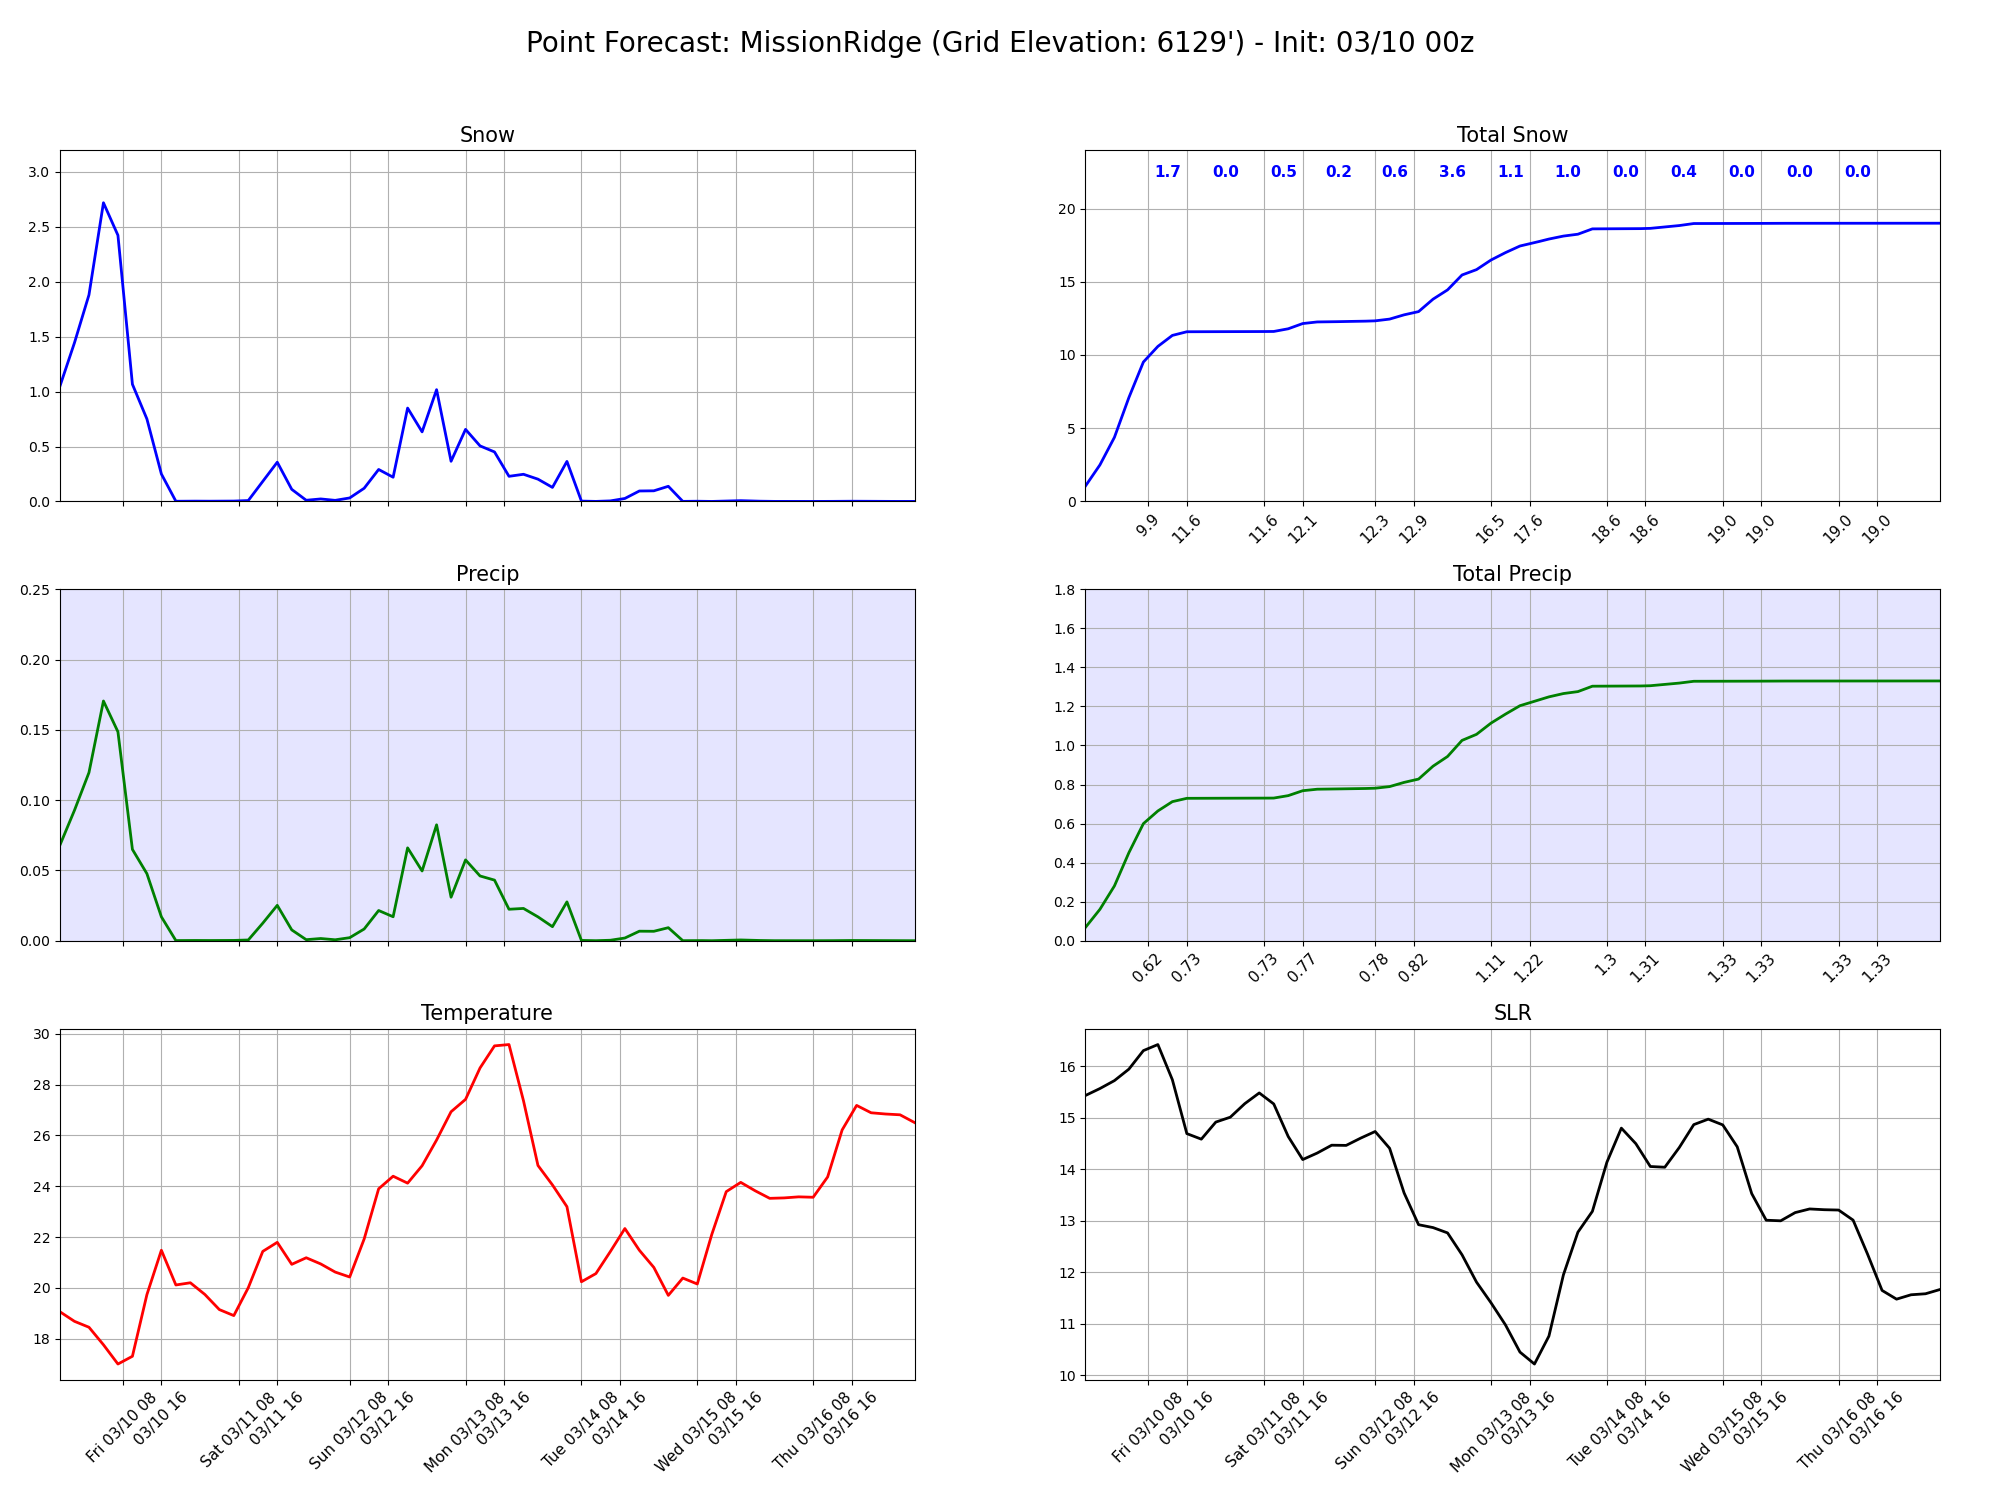 Point Forecast: MissionRidge (Grid Elevation: 6129') - Init: 03/10 00z
Snow
3.0
2.5
2.0
1.5
1.0
0.5
0.0
Total Snow
1.7 0.0 0.5 0.2 0.6 3.6 1.1 1.0 0.0 0.4 0.0 0.0 0.0
20
15
10
5
0
9.9 11.6 11.6 12.1 12.3 12.9 16.5 17.6 18.6 18.6 19.0 19.0 19.0 19.0
Precip
0.25
0.20
0.15
0.10
0.05
0.00
Total Precip
1.8
1.6
1.4
1.2
1.0
0.8
0.6
0.4
0.2
0.0
0.62 0.73 0.73 0.77 0.78 0.82 1.11 1.22 1.3 1.31 1.33 1.33 1.33 1.33
Temperature
30
28
26
24
22
20
18
Fri 03/10 08
03/10 16
Sat 03/11 08
03/11 16
Sun 03/12 08
03/12 16
Mon 03/13 08
03/13 16
Tue 03/14 08
03/14 16
Wed 03/15 08
03/15 16
Thu 03/16 08
03/16 16
SLR
16
15
14
13
12
11
10
Fri 03/10 08
03/10 16
Sat 03/11 08
03/11 16
Sun 03/12 08
03/12 16
Mon 03/13 08
03/13 16
Tue 03/14 08
03/14 16
Wed 03/15 08
03/15 16
Thu 03/16 08
03/16 16